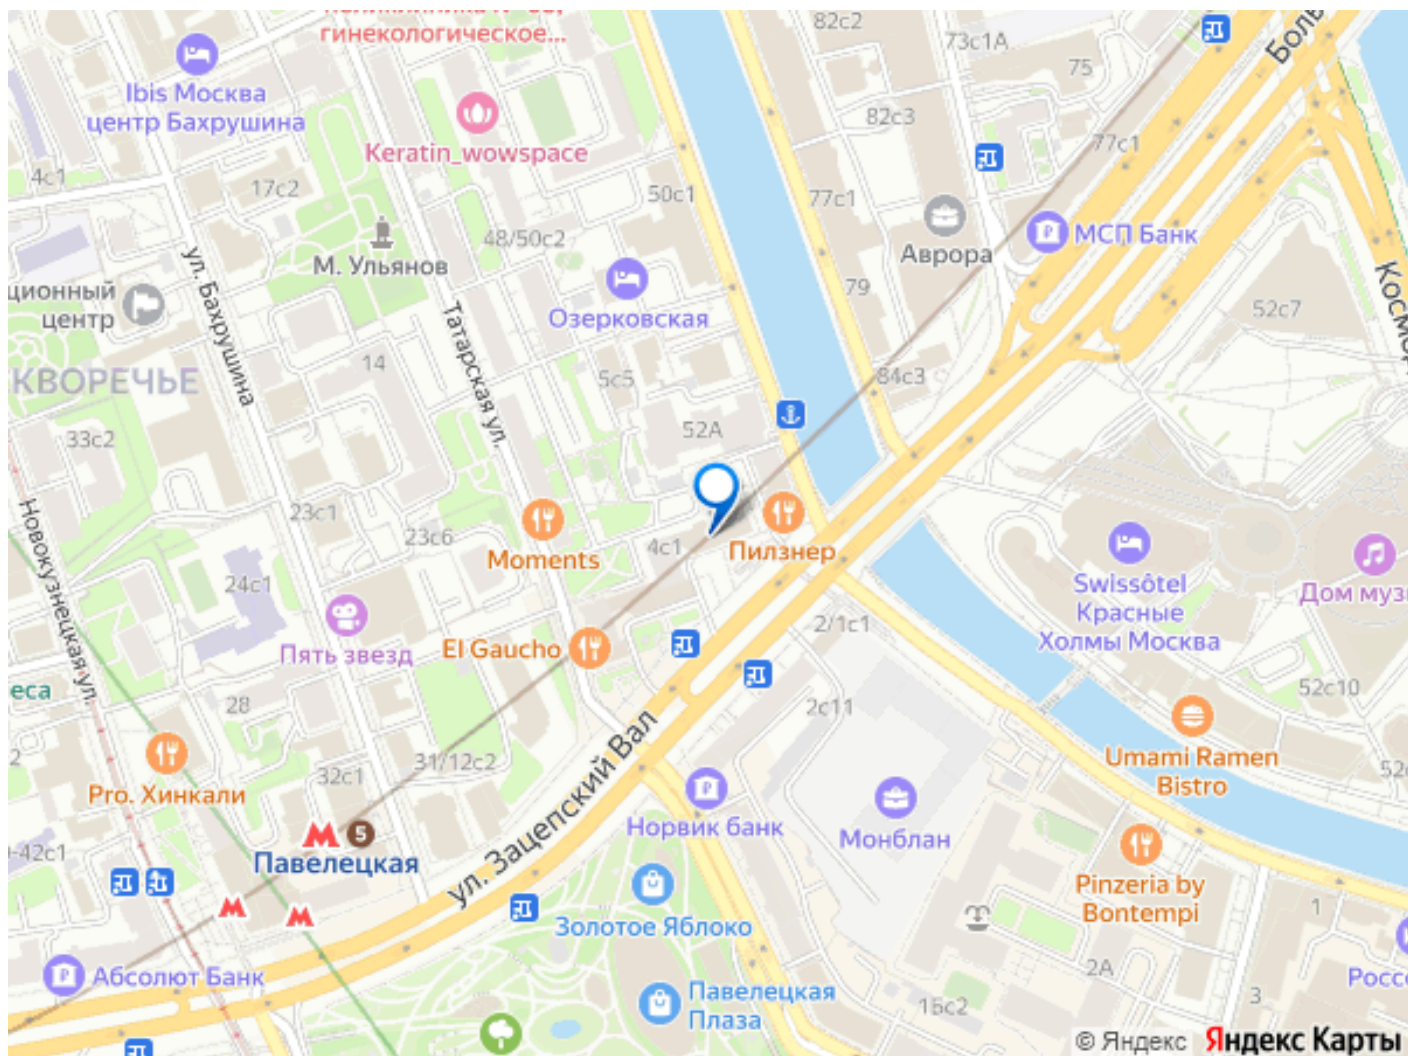 гинекологическое...
82с2
73с1А
75
Ibis Москва
центр Бахрушина
82с3
77с1
Keratin_wowspace
4с1
17с2
50с1
77с1
МСП Банк
Аврора
48/50с2
М. Ульянов
ул. Бахрушина
ционный
центр
79
52с7
Озерковская
Татарская ул.
КВОРЕЧЬЕ
14
5с5
84с3
52А
33с2
Новокузнецкая ул.
23с1
23с6
Moments
4с1
Пилзнер
Swissôtel
Красные
Холмы Москва
24с1
Пять звезд
El Gaucho
2/1с1
еса
28
2с11
52с10
Umami Ramen
Bistro
31/12с2
32с1
Pro. Хинкали
ул. Зацепский Вал
5
Павелецкая
Норвик банк
Монблан
Pinzeria by
Bontempi
Золотое Яблоко
1
2А
Абсолют Банк
Павелецкая
Плаза
1Бс2
3
© Яндекс Яндекс Карты